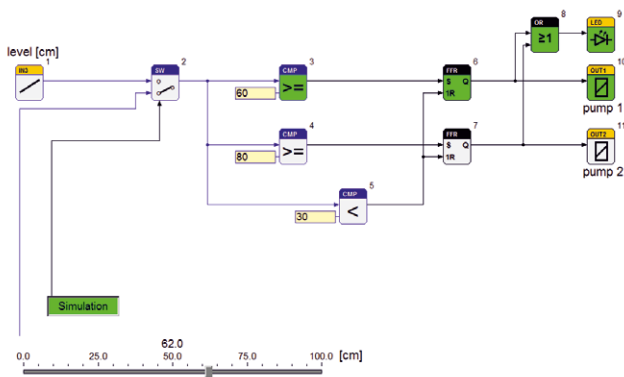 level [cm]
1
IN3
2
SW
3
CMP
>=
60
4
CMP
>=
80
5
CMP
<
30
6
FFR
S Q
1R
7
FFR
S Q
1R
8
OR
≥1
9
LED
10
OUT1
pump 1
11
OUT2
pump 2
Simulation
62.0
0.0 25.0 50.0 75.0 100.0 [cm]